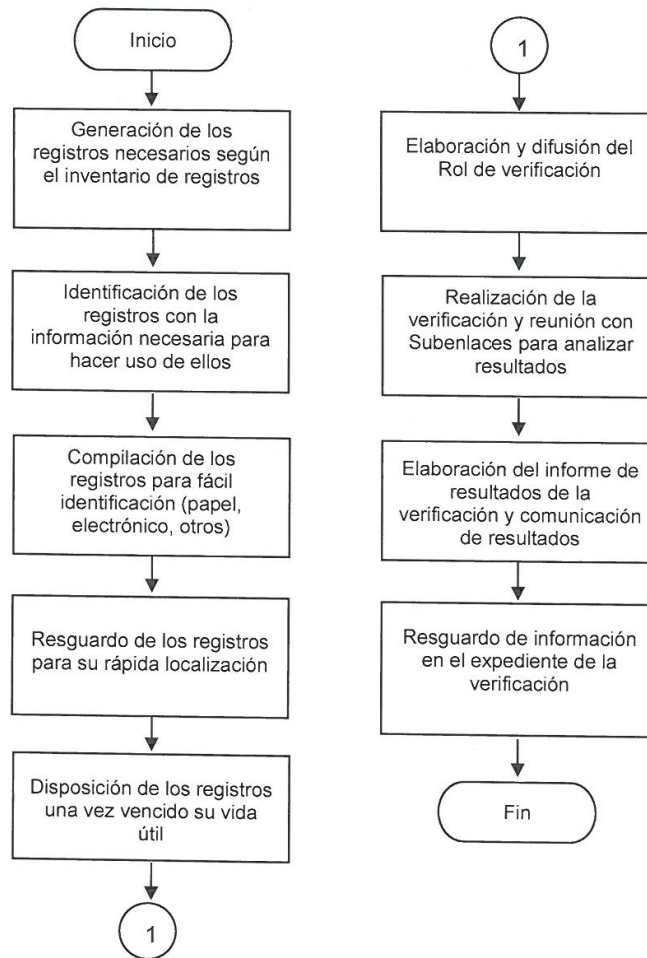 Inicio
Generación de los
registros necesarios según
el inventario de registros
Identificación de los
registros con la
información necesaria para
hacer uso de ellos
Compilación de los
registros para fácil
identificación (papel,
electrónico, otros)
Resguardo de los registros
para su rápida localización
Disposición de los registros
una vez vencido su vida
útil
1
1
Elaboración y difusión del
Rol de verificación
Realización de la
verificación y reunión con
Subenlaces para analizar
resultados
Elaboración del informe de
resultados de la
verificación y comunicación
de resultados
Resguardo de información
en el expediente de la
verificación
Fin